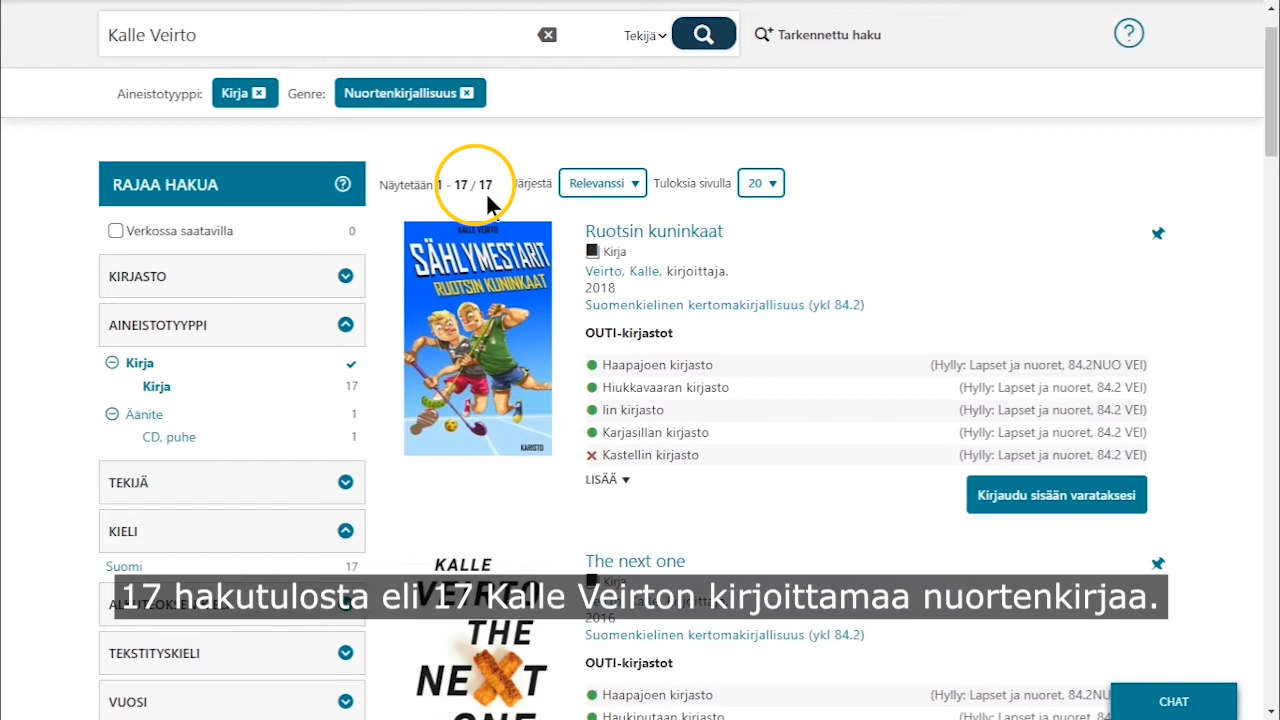 Kalle Veirto
Tekijä
Tarkennettu haku
?
Aineistotyyppi:
Kirja
Genre:
Nuortenkirjallisuus
RAJAA HAKUA
Näytetään 1 - 17 / 17
Järjestä
Relevanssi
Tuloksia sivulla
20
Verkossa saatavilla 0
KIRJASTO
AINEISTOTYYPPI
Kirja
Kirja 17
Äänite 1
CD, puhe 1
TEKIJÄ
KIELI
Suomi 17
TEKSTITYSKIELI
VUOSI
KALLE VEIRTO
SÄHLYMESTARIT
RUOTSIN KUNINKAAT
KARISTO
Ruotsin kuninkaat
Kirja
Veirto, Kalle, kirjoittaja.
2018
Suomenkielinen kertomakirjallisuus (ykl 84.2)
OUTI-kirjastot
Haapajoen kirjasto (Hylly: Lapset ja nuoret, 84.2NUO VEI)
Hiukkavaaran kirjasto (Hylly: Lapset ja nuoret, 84.2 VEI)
Iin kirjasto (Hylly: Lapset ja nuoret, 84.2 VEI)
Karjasillan kirjasto (Hylly: Lapset ja nuoret, 84.2 VEI)
Kastellin kirjasto (Hylly: Lapset ja nuoret, 84.2 VEI)
LISÄÄ
Kirjaudu sisään varataksesi
KALLE
VEIRTO
THE
NEXT
ONE
The next one
Kirja
2016
Suomenkielinen kertomakirjallisuus (ykl 84.2)
OUTI-kirjastot
Haapajoen kirjasto (Hylly: Lapset ja nuoret, 84.2NU
Haukiputaan kirjasto
17 hakutulosta eli 17 Kalle Veirton kirjoittamaa nuortenkirjaa.
CHAT